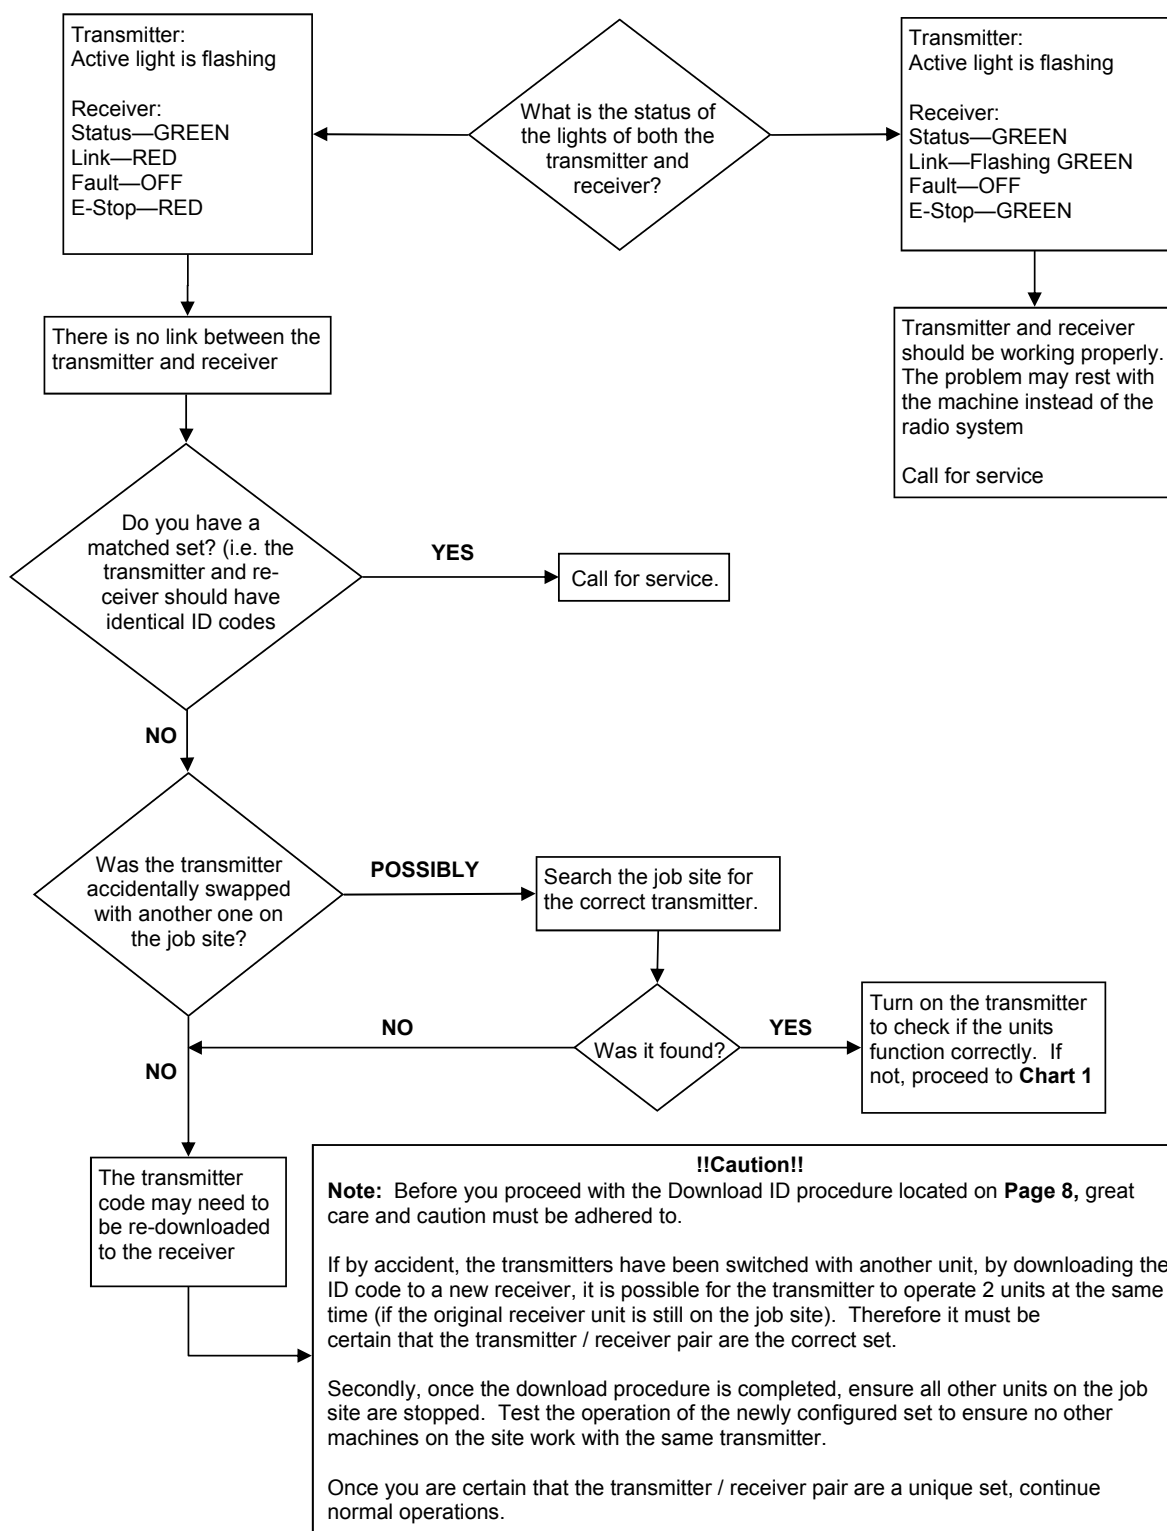 Transmitter:
Active light is flashing
Receiver:
Status—GREEN
Link—RED
Fault—OFF
E-Stop—RED
What is the status of
the lights of both the
transmitter and
receiver?
Transmitter:
Active light is flashing
Receiver:
Status—GREEN
Link—Flashing GREEN
Fault—OFF
E-Stop—GREEN
There is no link between the
transmitter and receiver
Transmitter and receiver
should be working properly.
The problem may rest with
the machine instead of the
radio system
Call for service
Do you have a
matched set? (i.e. the
transmitter and re-
ceiver should have
identical ID codes
YES
Call for service.
NO
Was the transmitter
accidentally swapped
with another one on
the job site?
POSSIBLY
Search the job site for
the correct transmitter.
NO
Was it found?
YES
Turn on the transmitter
to check if the units
function correctly.  If
not, proceed to Chart 1
NO
The transmitter
code may need to
be re-downloaded
to the receiver
!!Caution!!
Note:  Before you proceed with the Download ID procedure located on Page 8, great
care and caution must be adhered to.
If by accident, the transmitters have been switched with another unit, by downloading the
ID code to a new receiver, it is possible for the transmitter to operate 2 units at the same
time (if the original receiver unit is still on the job site).  Therefore it must be
certain that the transmitter / receiver pair are the correct set.
Secondly, once the download procedure is completed, ensure all other units on the job
site are stopped.  Test the operation of the newly configured set to ensure no other
machines on the site work with the same transmitter.
Once you are certain that the transmitter / receiver pair are a unique set, continue
normal operations.